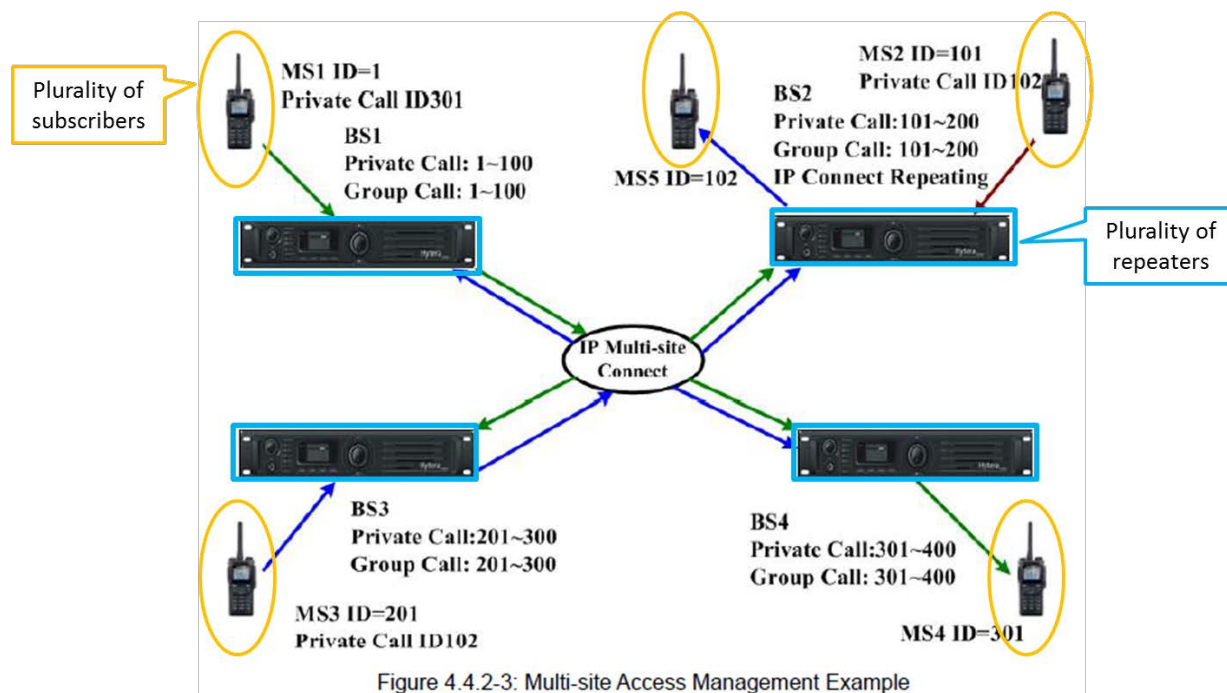 Plurality of
subscribers
MS1 ID=1
Private Call ID301
BS1
Private Call: 1~100
Group Call: 1~100
MS5 ID=102
MS2 ID=101
Private Call ID102
BS2
Private Call:101~200
Group Call: 101~200
IP Connect Repeating
Hytera
Hytera
Plurality of
repeaters
IP Multi-site
Connect
Hytera
Hytera
BS3
Private Call:201~300
Group Call: 201~300
MS3 ID=201
Private Call ID102
BS4
Private Call:301~400
Group Call: 301~400
MS4 ID=301
Figure 4.4.2-3: Multi-site Access Management Example